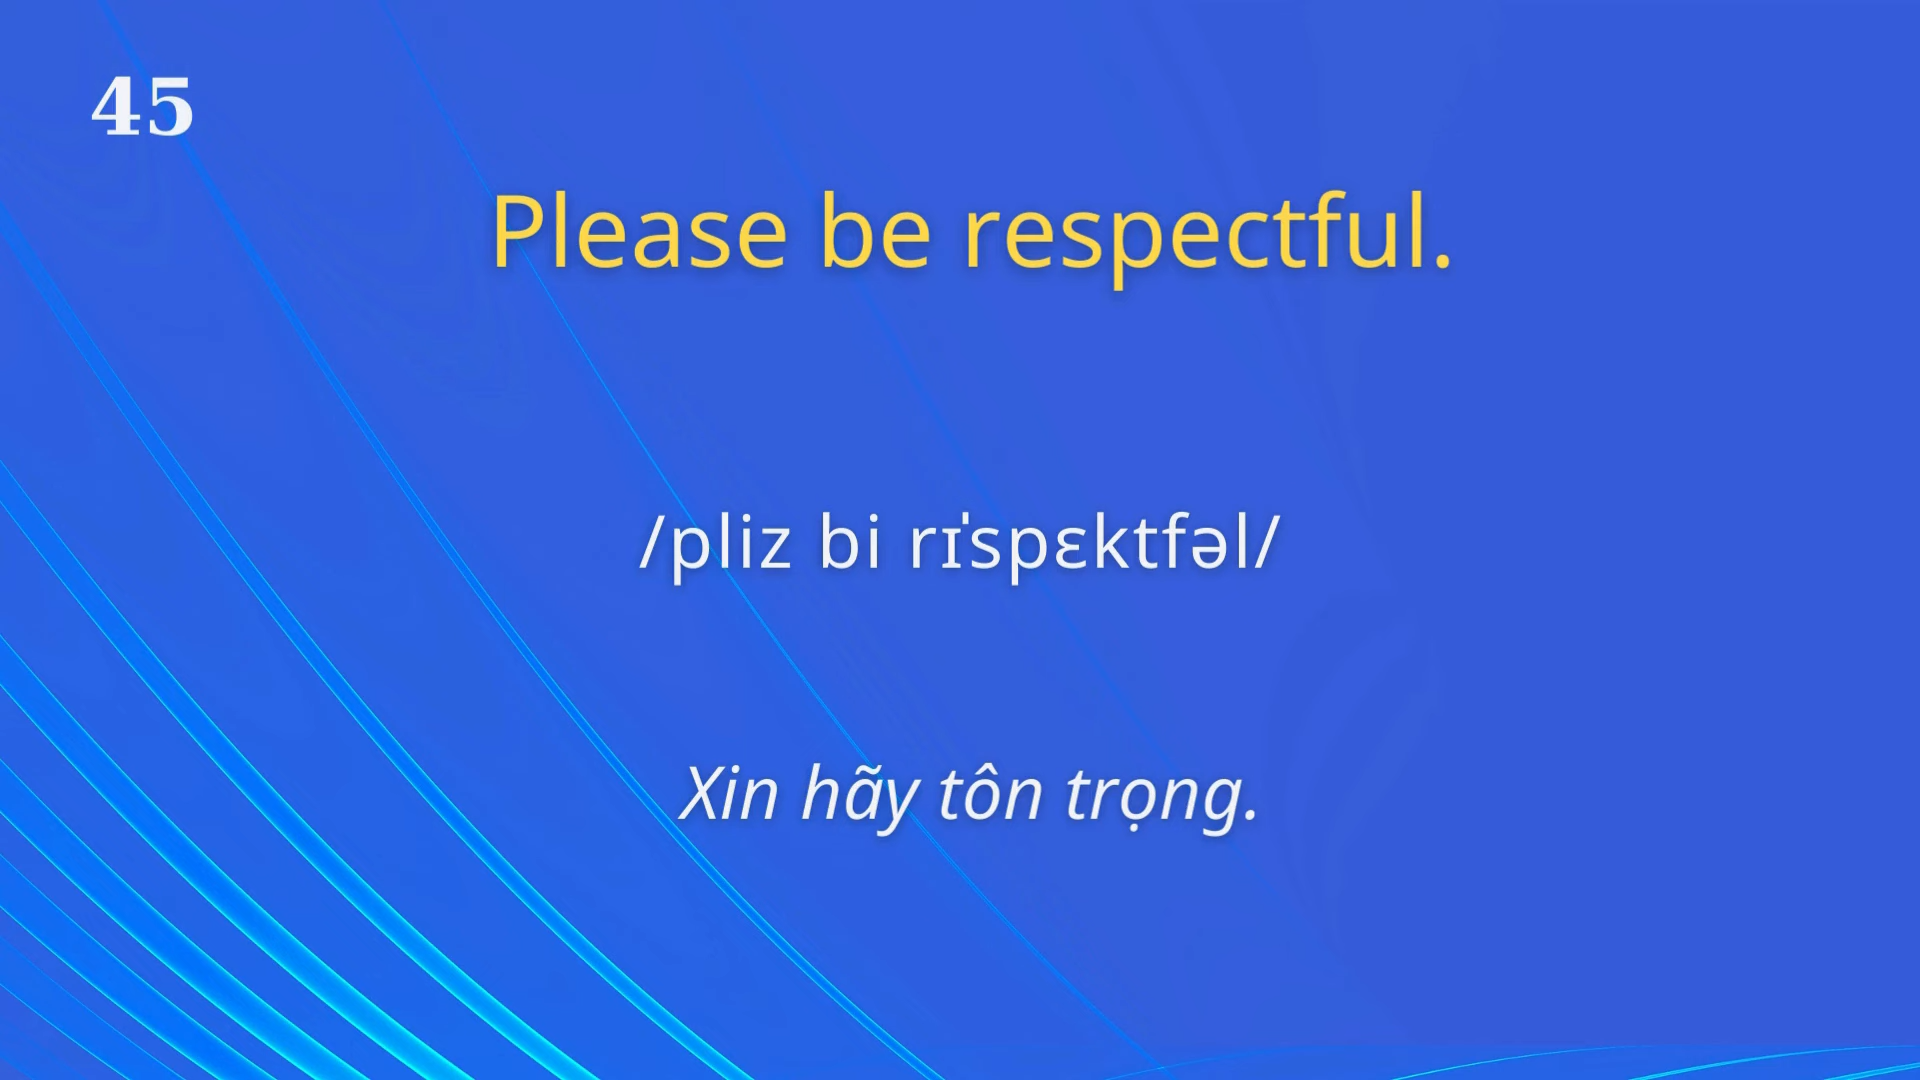 45
Please be respectful.
/pliz bi rɪˈspɛktfəl/
Xin hãy tôn trọng.